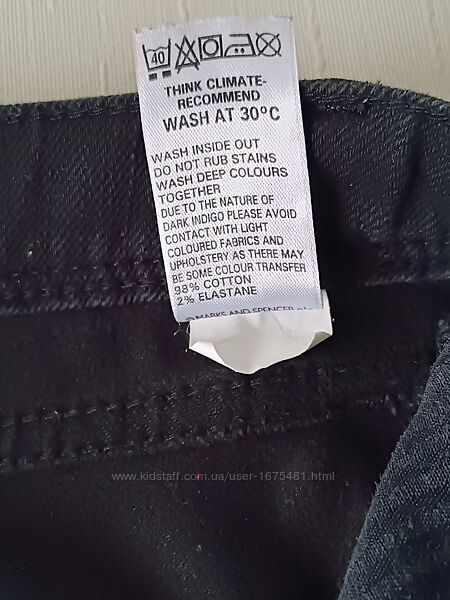 40
THINK CLIMATE-
RECOMMEND
WASH AT 30°C
WASH INSIDE OUT
DO NOT RUB STAINS
WASH DEEP COLOURS
TOGETHER
DUE TO THE NATURE OF
DARK INDIGO PLEASE AVOID
CONTACT WITH LIGHT
COLOURED FABRICS AND
UPHOLSTERY AS THERE MAY
BE SOME COLOUR TRANSFER
98% COTTON
2% ELASTANE
©MARKS AND SPENCER plc
www.kidstaff.com.ua/user-1675481.html